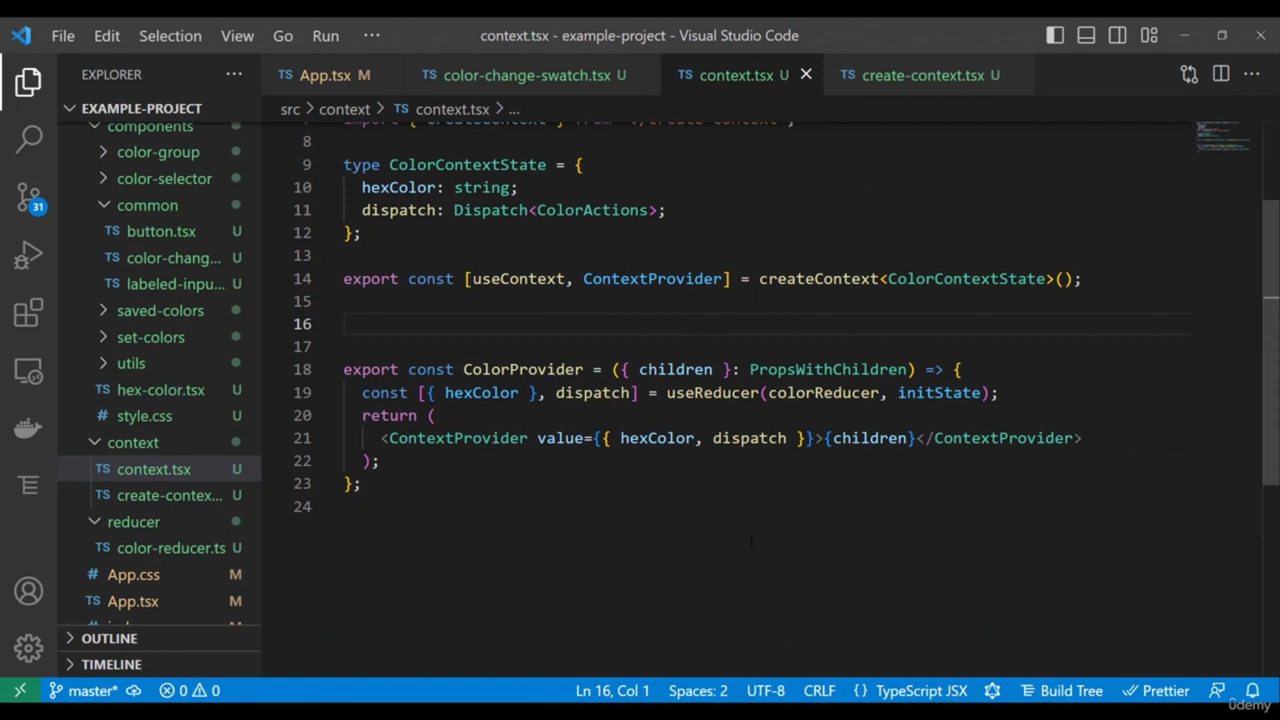 File Edit Selection View Go Run ··· context.tsx - example-project - Visual Studio Code
EXPLORER ···
TS App.tsx M TS color-change-swatch.tsx U TS context.tsx U × TS create-context.tsx U ···
EXAMPLE-PROJECT
src > context > TS context.tsx > ...
components
color-group
color-selector
common
TS button.tsx U
TS color-chang... U
TS labeled-inpu... U
saved-colors
set-colors
utils
TS hex-color.tsx U
# style.css U
context
TS context.tsx U
TS create-contex... U
reducer
TS color-reducer.ts U
# App.css M
TS App.tsx M
OUTLINE
TIMELINE
31
8
9 type ColorContextState = {
10 hexColor: string;
11 dispatch: Dispatch<ColorActions>;
12 };
13
14 export const [useContext, ContextProvider] = createContext<ColorContextState>();
15
16
17
18 export const ColorProvider = ({ children }: PropsWithChildren) => {
19 const [{ hexColor }, dispatch] = useReducer(colorReducer, initState);
20 return (
21 <ContextProvider value={{ hexColor, dispatch }}>{children}</ContextProvider>
22 );
23 };
24
master* 0 0 Ln 16, Col 1 Spaces: 2 UTF-8 CRLF {} TypeScript JSX Build Tree Prettier
ûdemy